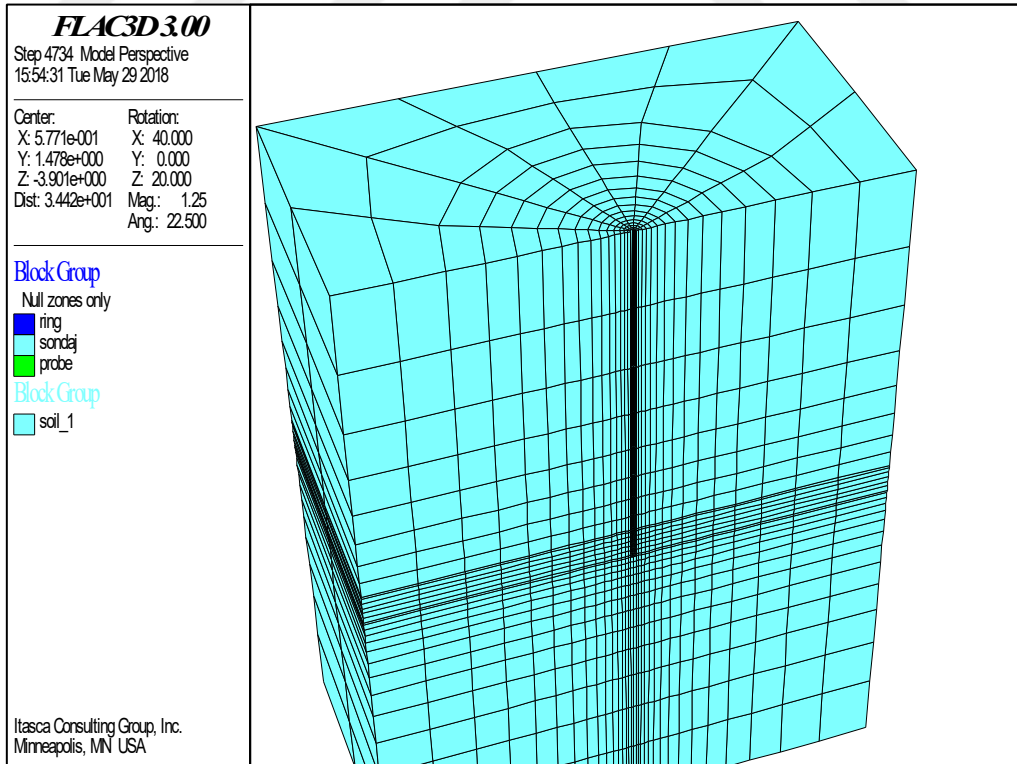 FLAC3D 3.00
Step 4734 Model Perspective
15:54:31 Tue May 29 2018
Center: Rotation:
X: 5.771e-001 X: 40.000
Y: 1.478e+000 Y: 0.000
Z: -3.901e+000 Z: 20.000
Dist: 3.442e+001 Mag.: 1.25
Ang.: 22.500
Block Group
Null zones only
ring
sondaj
probe
Block Group
soil_1
Itasca Consulting Group, Inc.
Minneapolis, MN USA